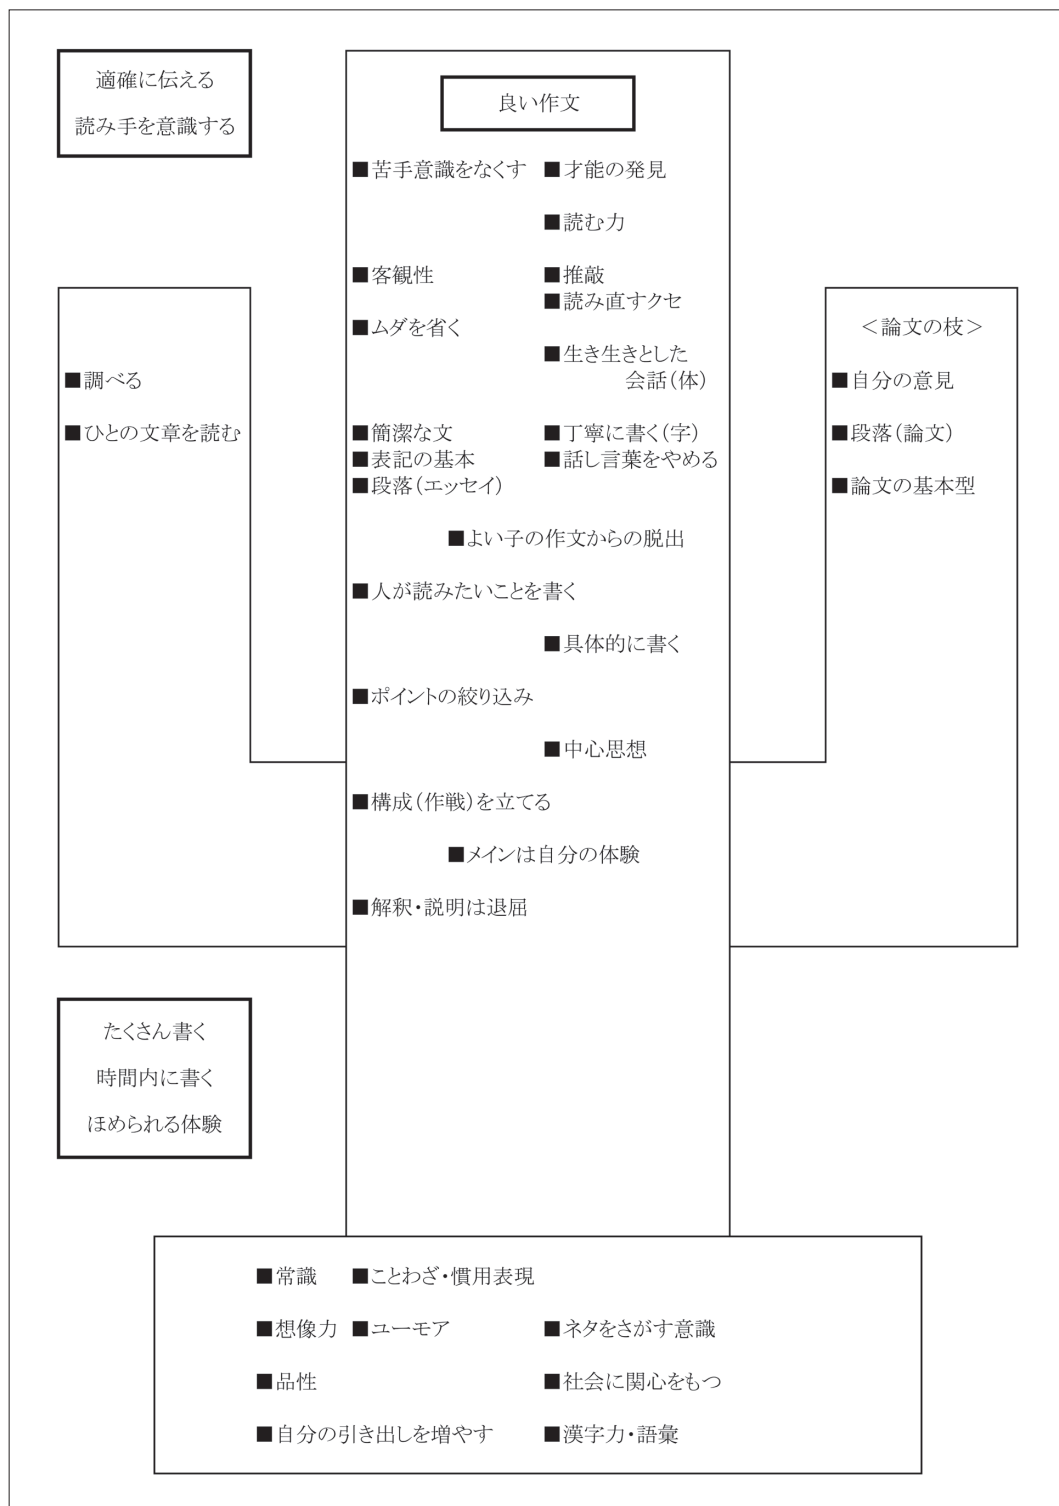 適確に伝える
読み手を意識する
良い作文
■苦手意識をなくす ■才能の発見
■読む力
■客観性 ■推敲
■読み直すクセ
■ムダを省く
■生き生きとした
会話(体)
■簡潔な文 ■丁寧に書く(字)
■表記の基本 ■話し言葉をやめる
■段落(エッセイ)
■よい子の作文からの脱出
■人が読みたいことを書く
■具体的に書く
■ポイントの絞り込み
■中心思想
■構成(作戦)を立てる
■メインは自分の体験
■解釈・説明は退屈
■調べる
■ひとの文章を読む
<論文の枝>
■自分の意見
■段落(論文)
■論文の基本型
たくさん書く
時間内に書く
ほめられる体験
■常識 ■ことわざ・慣用表現
■想像力 ■ユーモア ■ネタをさがす意識
■品性 ■社会に関心をもつ
■自分の引き出しを増やす ■漢字力・語彙